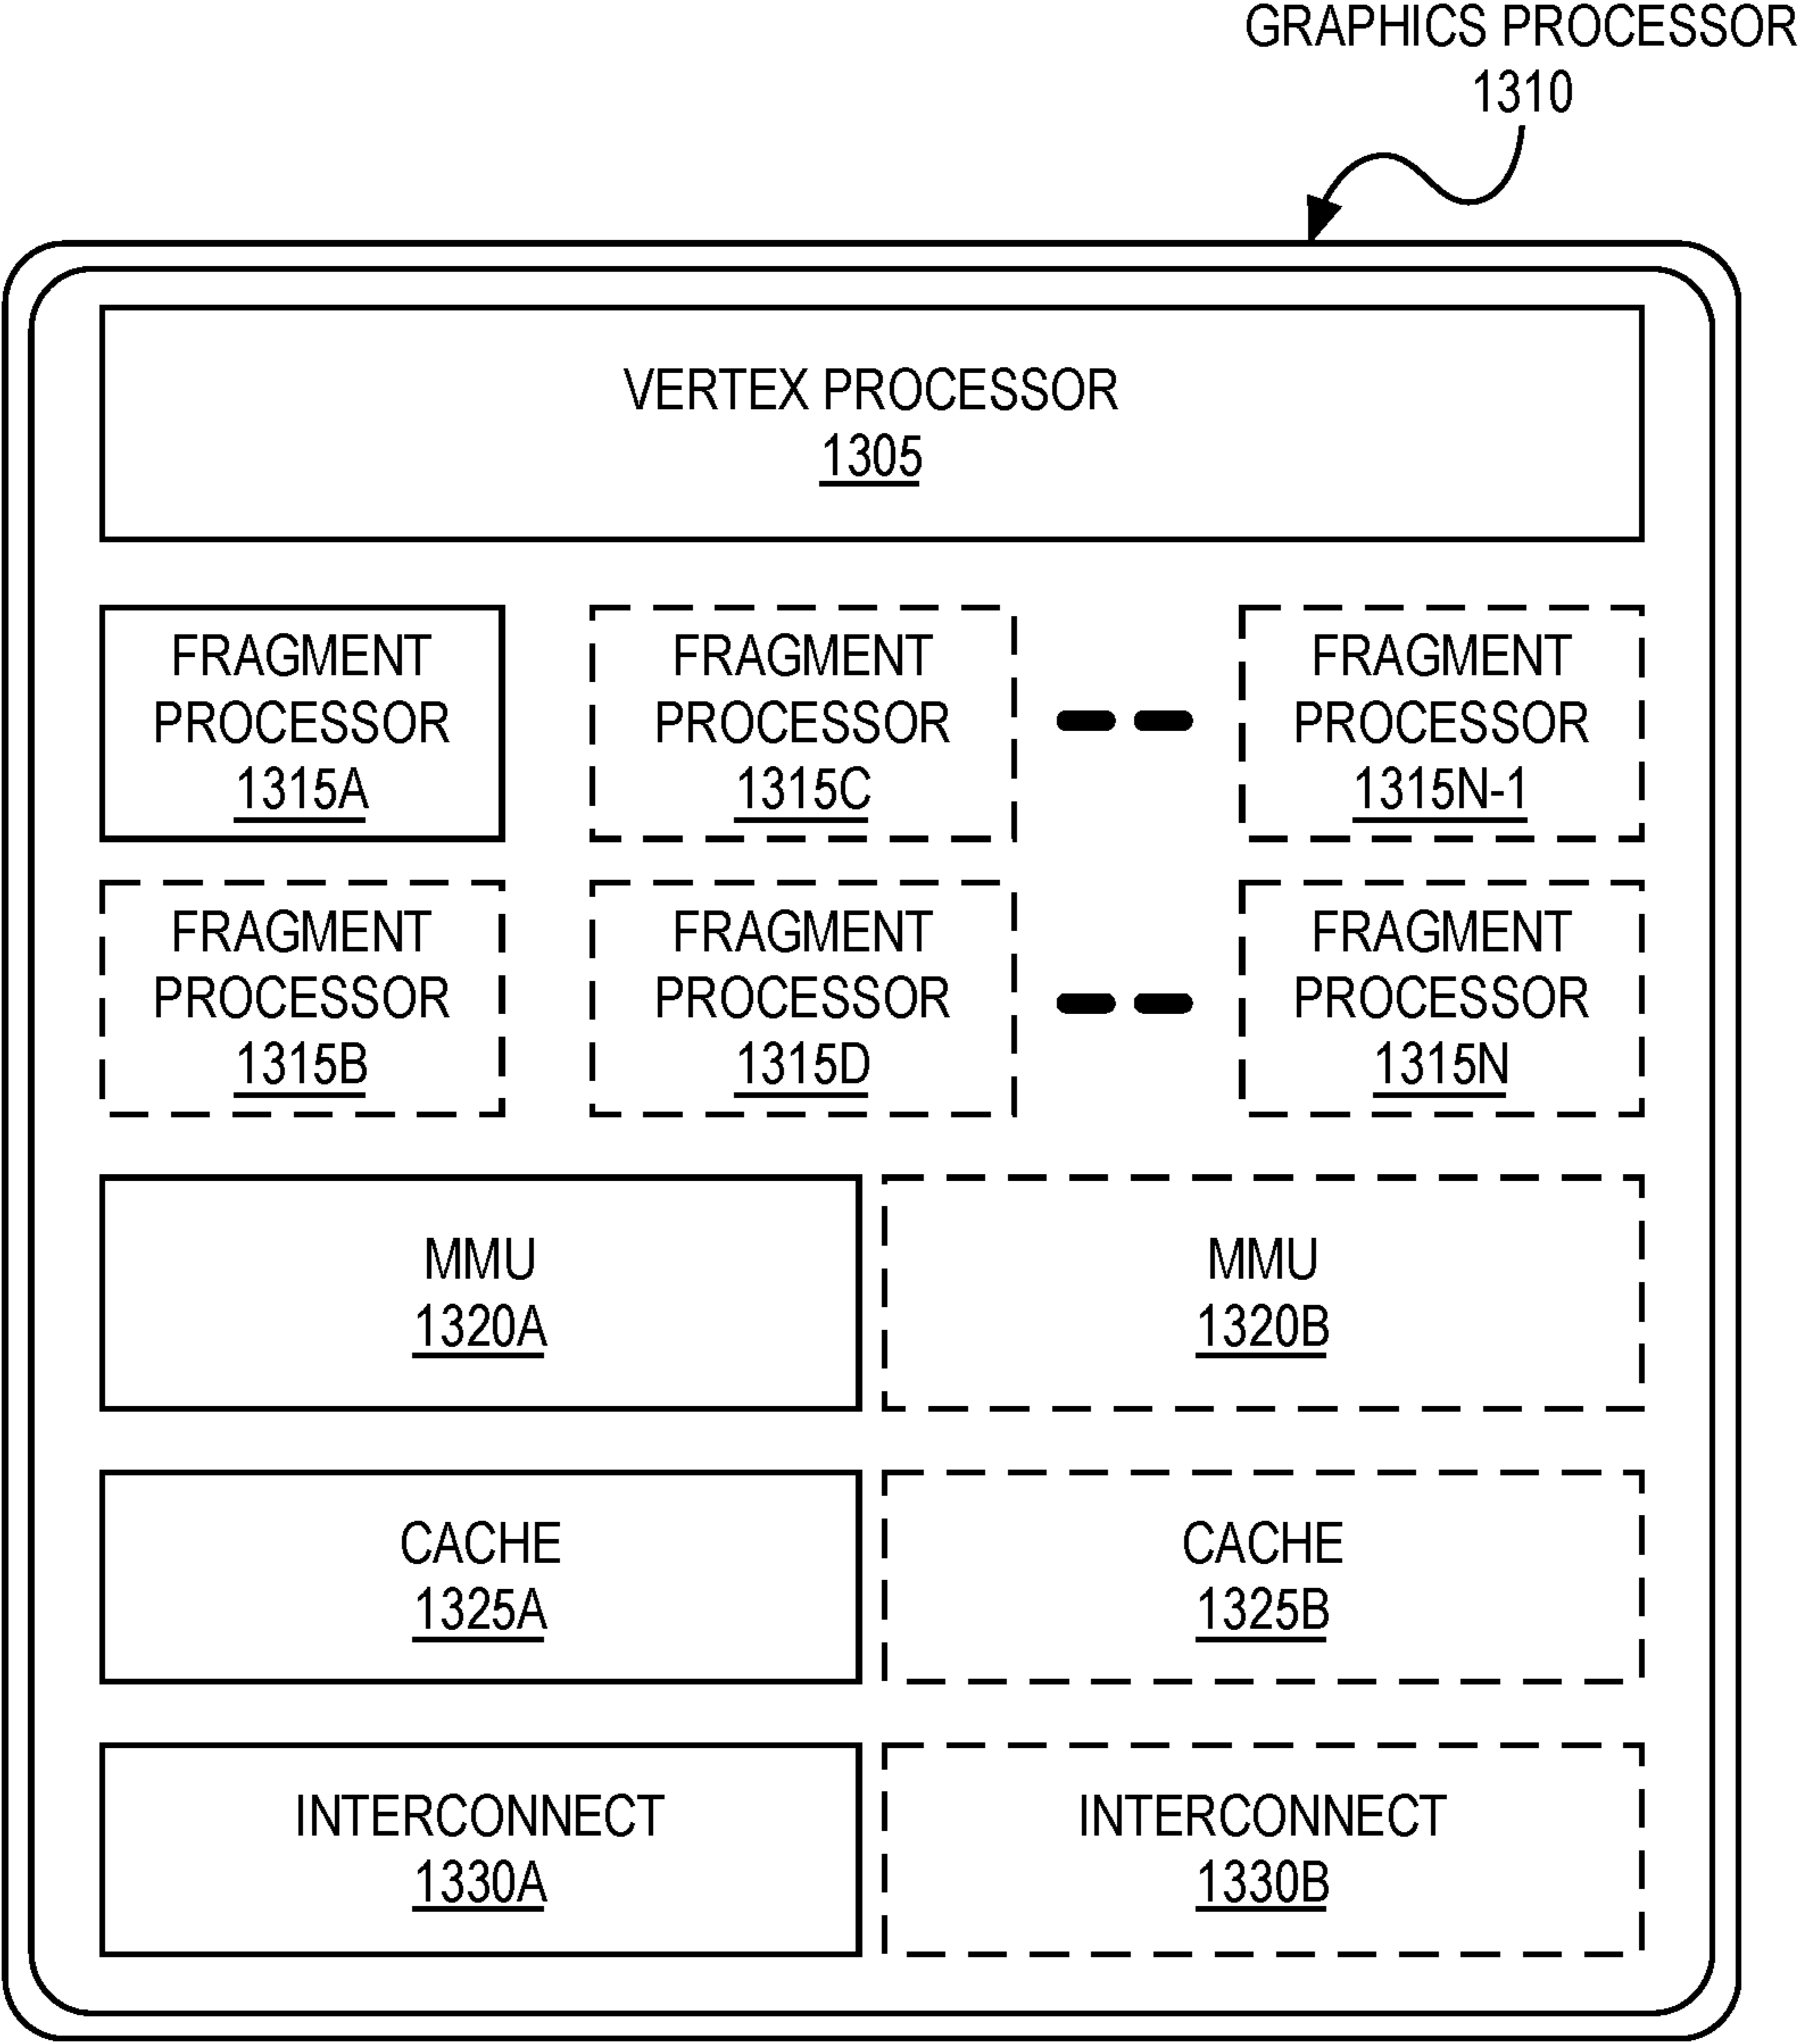 GRAPHICS PROCESSOR
1310
VERTEX PROCESSOR
1305
FRAGMENT
PROCESSOR
1315A
FRAGMENT
PROCESSOR
1315C
FRAGMENT
PROCESSOR
1315N-1
FRAGMENT
PROCESSOR
1315B
FRAGMENT
PROCESSOR
1315D
FRAGMENT
PROCESSOR
1315N
MMU
1320A
MMU
1320B
CACHE
1325A
CACHE
1325B
INTERCONNECT
1330A
INTERCONNECT
1330B